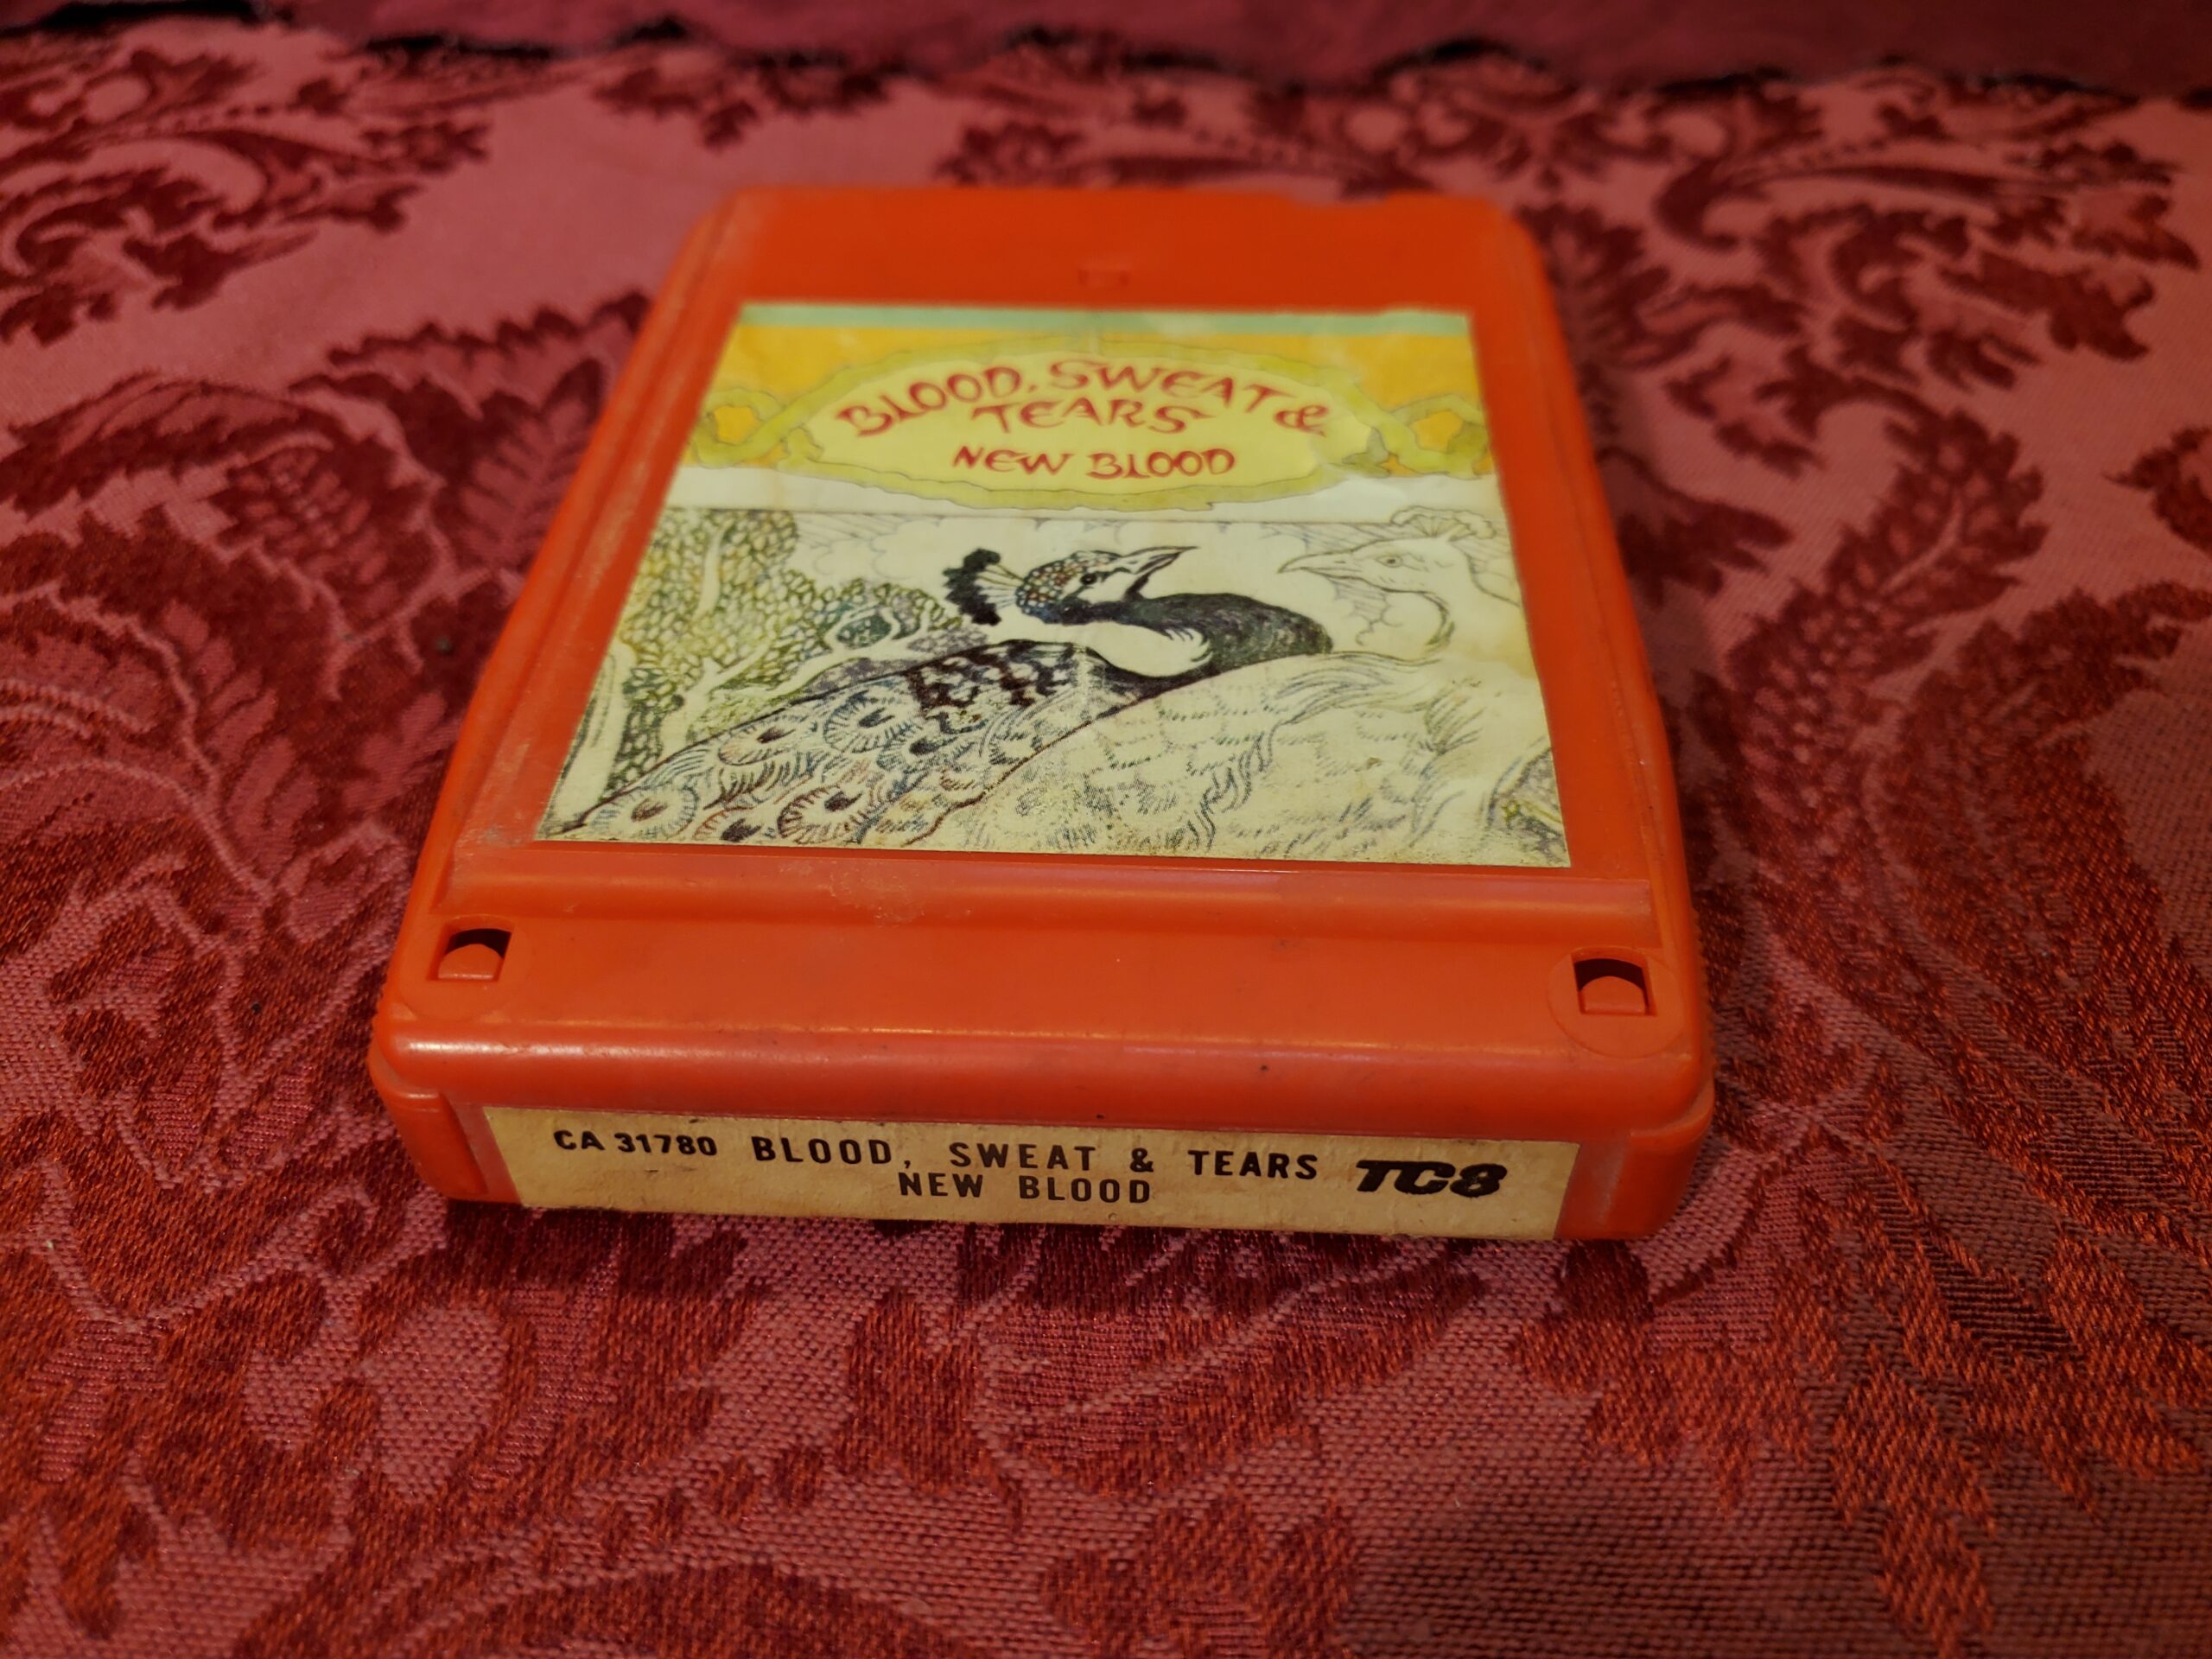 BLOOD, SWEAT &
TEARS
NEW BLOOD
CA 31780 BLOOD, SWEAT & TEARS TC8
NEW BLOOD